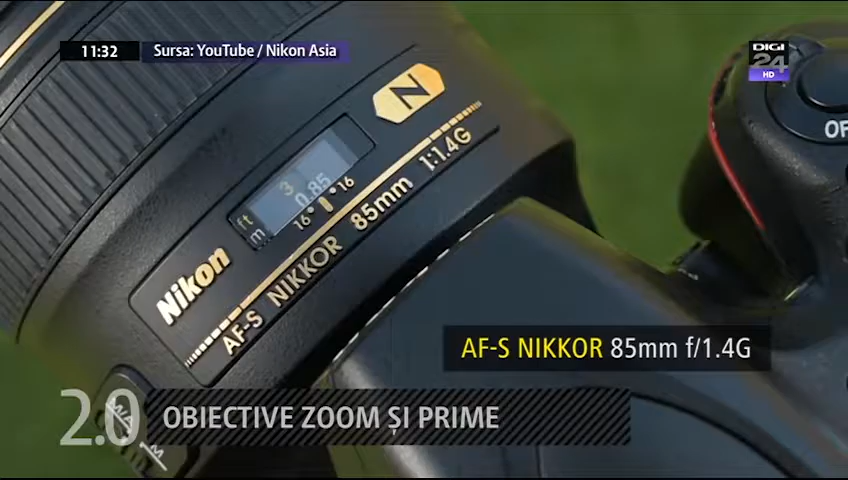 11:32 Sursa: YouTube / Nikon Asia
DIGI
24
HD
N
OF
ft 3
m 0.85
16 16
Nikon
AF-S NIKKOR 85mm 1:1.4G
AF-S NIKKOR 85mm f/1.4G
2.0 OBIECTIVE ZOOM ȘI PRIME
M/A
M